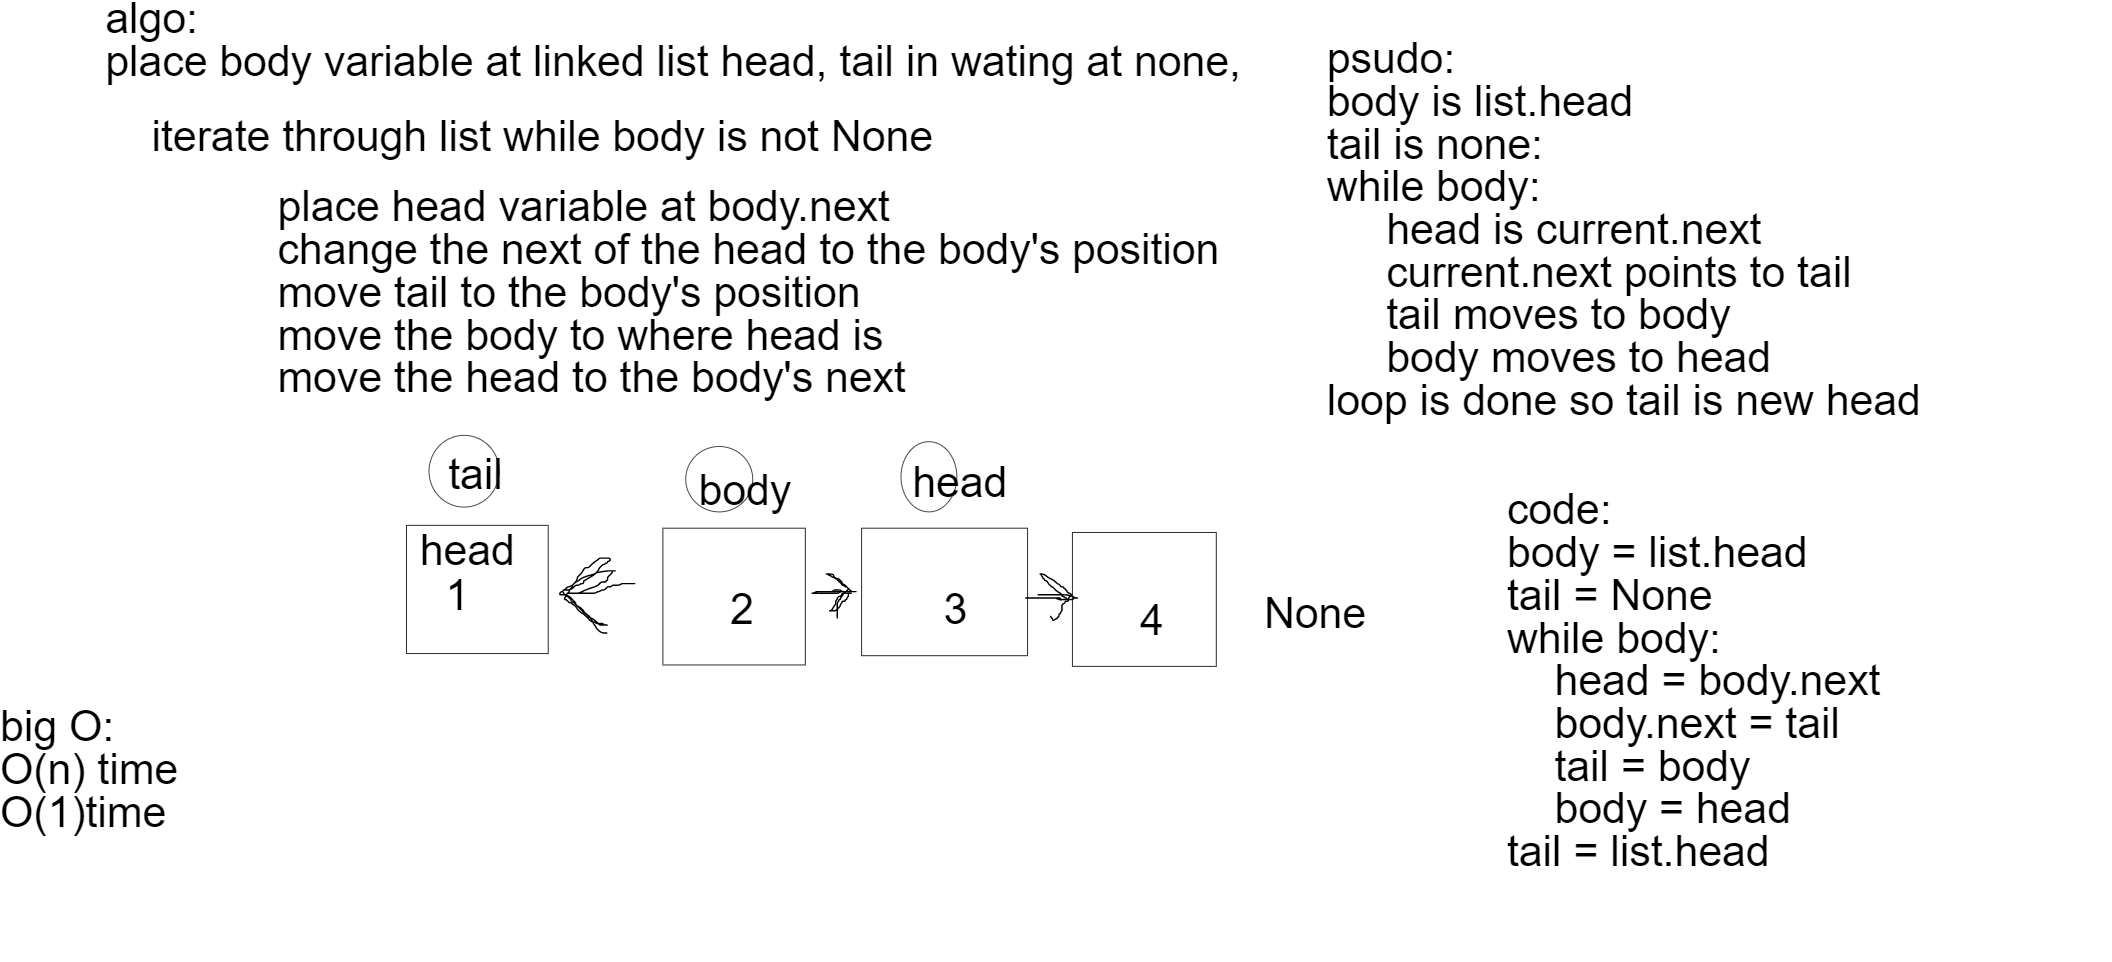 algo:
place body variable at linked list head, tail in wating at none,
iterate through list while body is not None
place head variable at body.next
change the next of the head to the body's position
move tail to the body's position
move the body to where head is
move the head to the body's next
psudo:
body is list.head
tail is none:
while body:
head is current.next
current.next points to tail
tail moves to body
body moves to head
loop is done so tail is new head
tail
body
head
head
1
2
3
4
None
code:
body = list.head
tail = None
while body:
head = body.next
body.next = tail
tail = body
body = head
tail = list.head
big O:
O(n) time
O(1)time